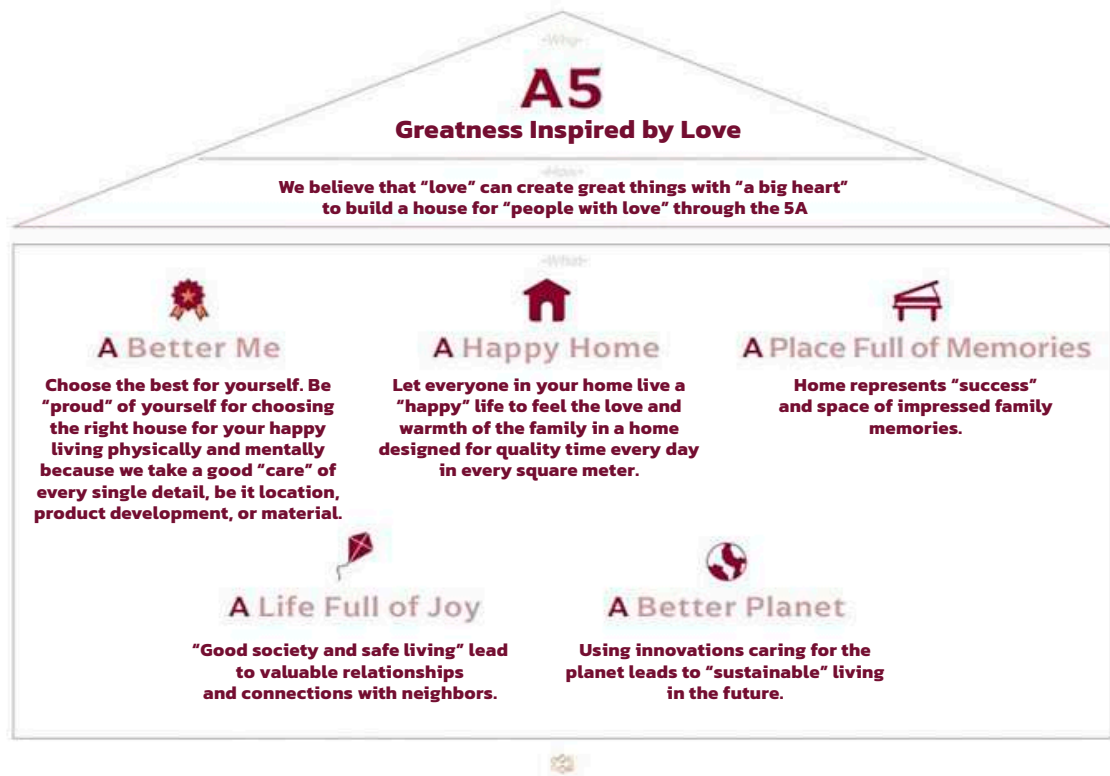 -Why-
A5
Greatness Inspired by Love
-How-
We believe that “love” can create great things with “a big heart”
to build a house for “people with love” through the 5A
-What-
A Better Me
Choose the best for yourself. Be
“proud” of yourself for choosing
the right house for your happy
living physically and mentally
because we take a good “care” of
every single detail, be it location,
product development, or material.
A Happy Home
Let everyone in your home live a
“happy” life to feel the love and
warmth of the family in a home
designed for quality time every day
in every square meter.
A Place Full of Memories
Home represents “success”
and space of impressed family
memories.
A Life Full of Joy
“Good society and safe living” lead
to valuable relationships
and connections with neighbors.
A Better Planet
Using innovations caring for the
planet leads to “sustainable” living
in the future.